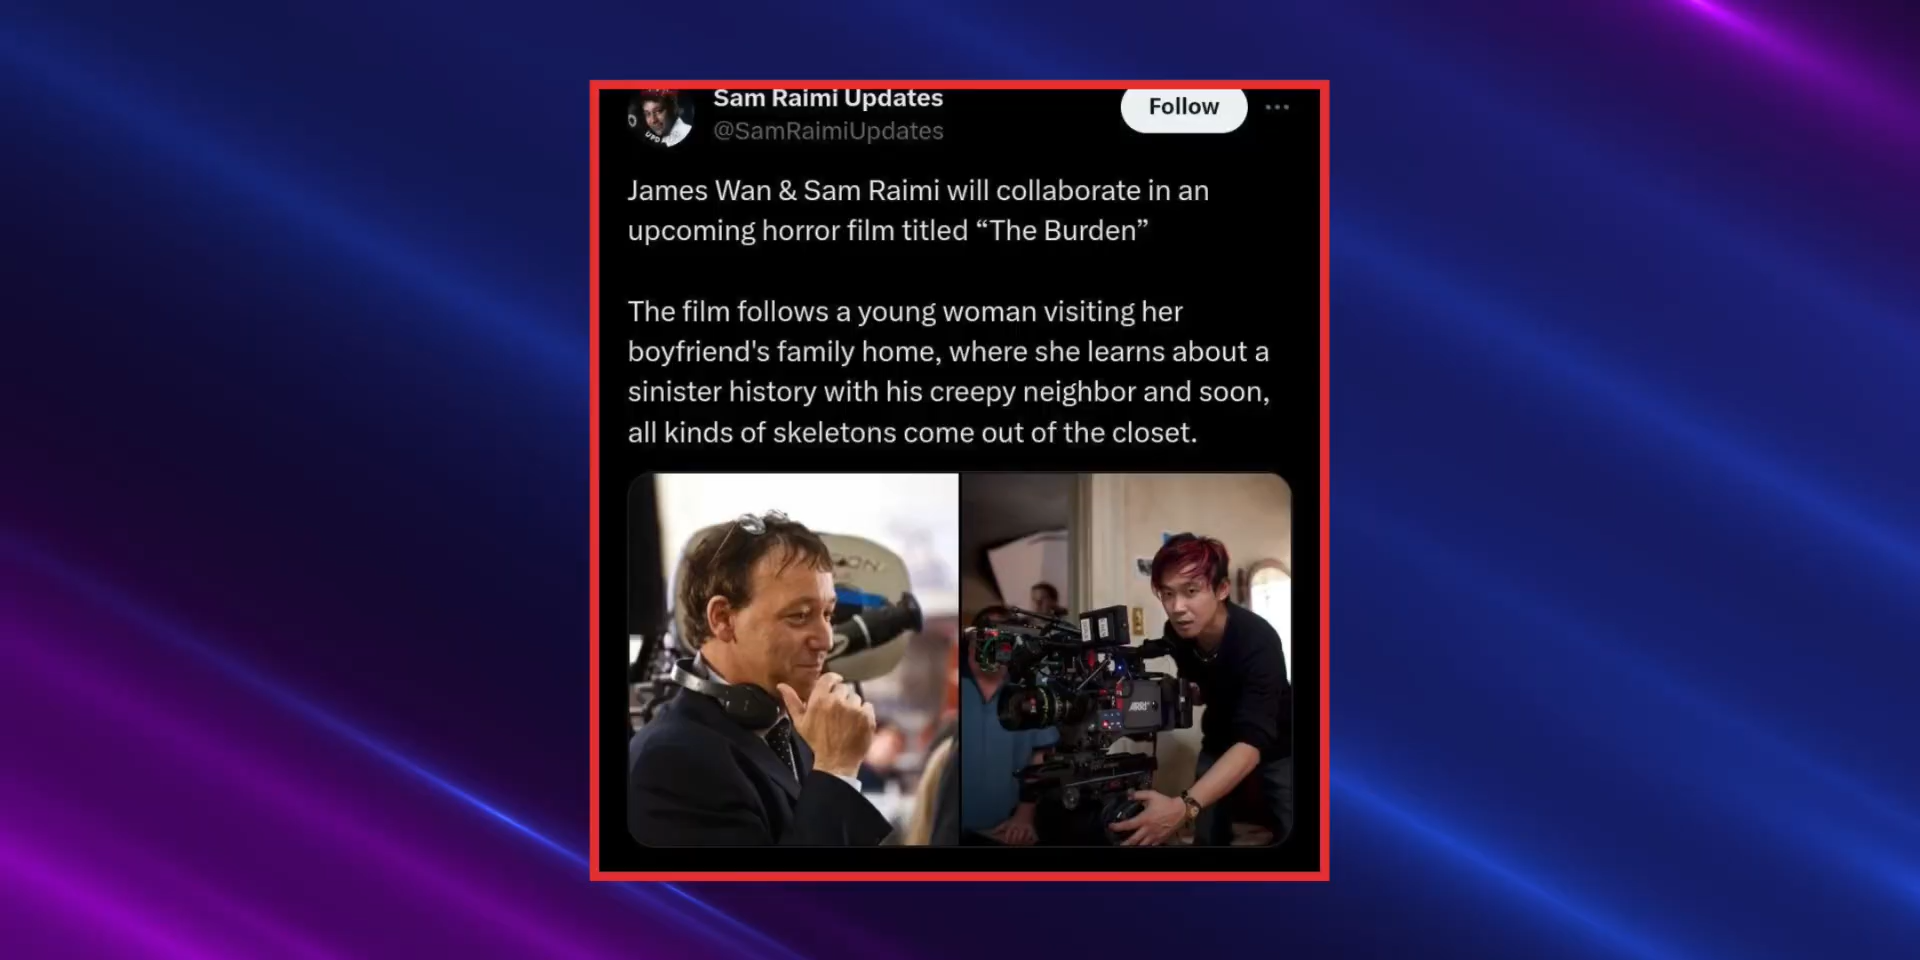 Sam Raimi Updates
@SamRaimiUpdates
Follow
James Wan & Sam Raimi will collaborate in an
upcoming horror film titled “The Burden”
The film follows a young woman visiting her
boyfriend's family home, where she learns about a
sinister history with his creepy neighbor and soon,
all kinds of skeletons come out of the closet.
ARRI